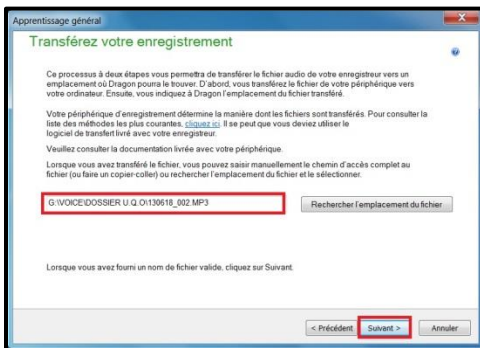 Apprentissage général
Transférez votre enregistrement
Ce processus à deux étapes vous permettra de transférer le fichier audio de votre enregistreur vers un
emplacement où Dragon pourra le trouver. D'abord, vous transférez le fichier de votre périphérique vers
votre ordinateur. Ensuite, vous indiquez à Dragon l'emplacement du fichier transféré.
Votre périphérique d'enregistrement détermine la manière dont les fichiers sont transférés. Pour consulter la
liste des méthodes les plus courantes, cliquez ici. Il se peut que vous deviez utiliser le
logiciel de transfert livré avec votre enregistreur.
Veuillez consulter la documentation livrée avec votre périphérique.
Lorsque vous avez transféré le fichier, vous pouvez saisir manuellement le chemin d'accès complet au
fichier (ou faire un copier-coller) ou rechercher l'emplacement du fichier et le sélectionner.
G:\VOICE\DOSSIER U.Q.O\130618_002.MP3
Rechercher l'emplacement du fichier
Lorsque vous avez fourni un nom de fichier valide, cliquez sur Suivant.
< Précédent
Suivant >
Annuler